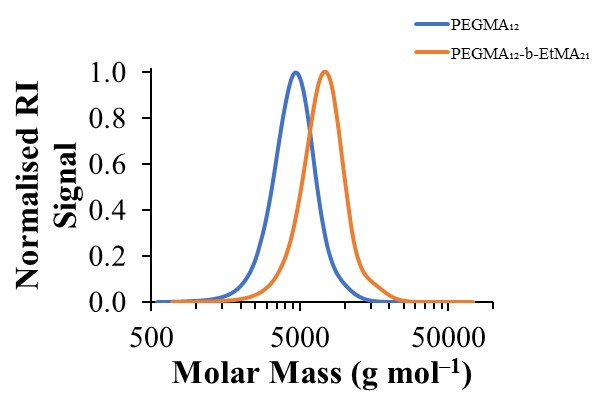 PEGMA₁₂
PEGMA₁₂-b-EtMA₂₁
Normalised RI
Signal
1.0
0.8
0.6
0.4
0.2
0.0
500
5000
50000
Molar Mass (g mol⁻¹)